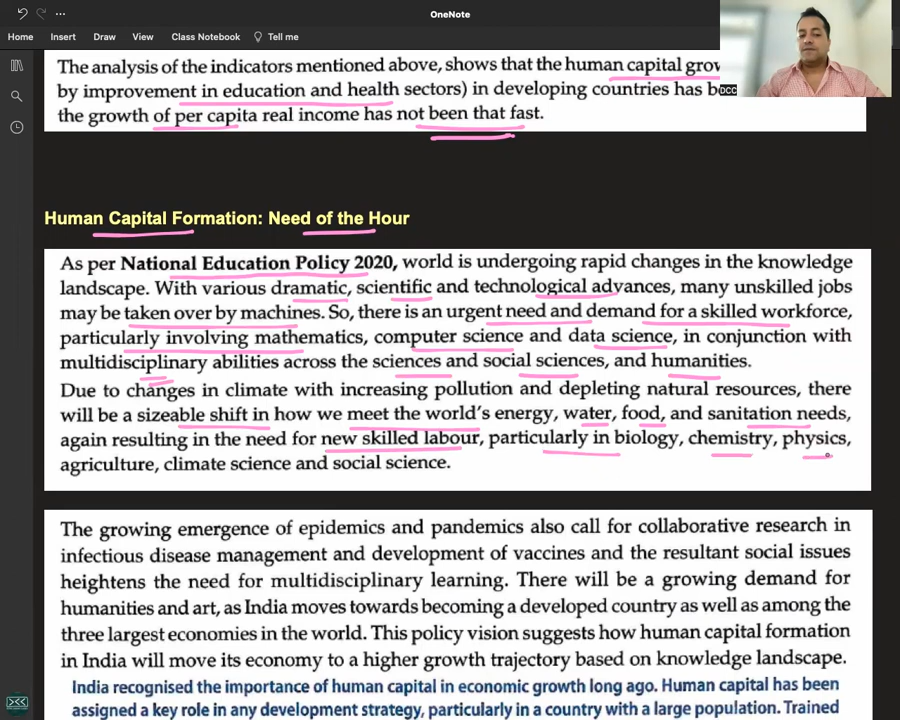 OneNote
Home Insert Draw View Class Notebook Tell me
The analysis of the indicators mentioned above, shows that the human capital grow
by improvement in education and health sectors) in developing countries has be
DCC
the growth of per capita real income has not been that fast.
Human Capital Formation: Need of the Hour
As per National Education Policy 2020, world is undergoing rapid changes in the knowledge
landscape. With various dramatic, scientific and technological advances, many unskilled jobs
may be taken over by machines. So, there is an urgent need and demand for a skilled workforce,
particularly involving mathematics, computer science and data science, in conjunction with
multidisciplinary abilities across the sciences and social sciences, and humanities.
Due to changes in climate with increasing pollution and depleting natural resources, there
will be a sizeable shift in how we meet the world's energy, water, food, and sanitation needs,
again resulting in the need for new skilled labour, particularly in biology, chemistry, physics,
agriculture, climate science and social science.
The growing emergence of epidemics and pandemics also call for collaborative research in
infectious disease management and development of vaccines and the resultant social issues
heightens the need for multidisciplinary learning. There will be a growing demand for
humanities and art, as India moves towards becoming a developed country as well as among the
three largest economies in the world. This policy vision suggests how human capital formation
in India will move its economy to a higher growth trajectory based on knowledge landscape.
India recognised the importance of human capital in economic growth long ago. Human capital has been
assigned a key role in any development strategy, particularly in a country with a large population. Trained